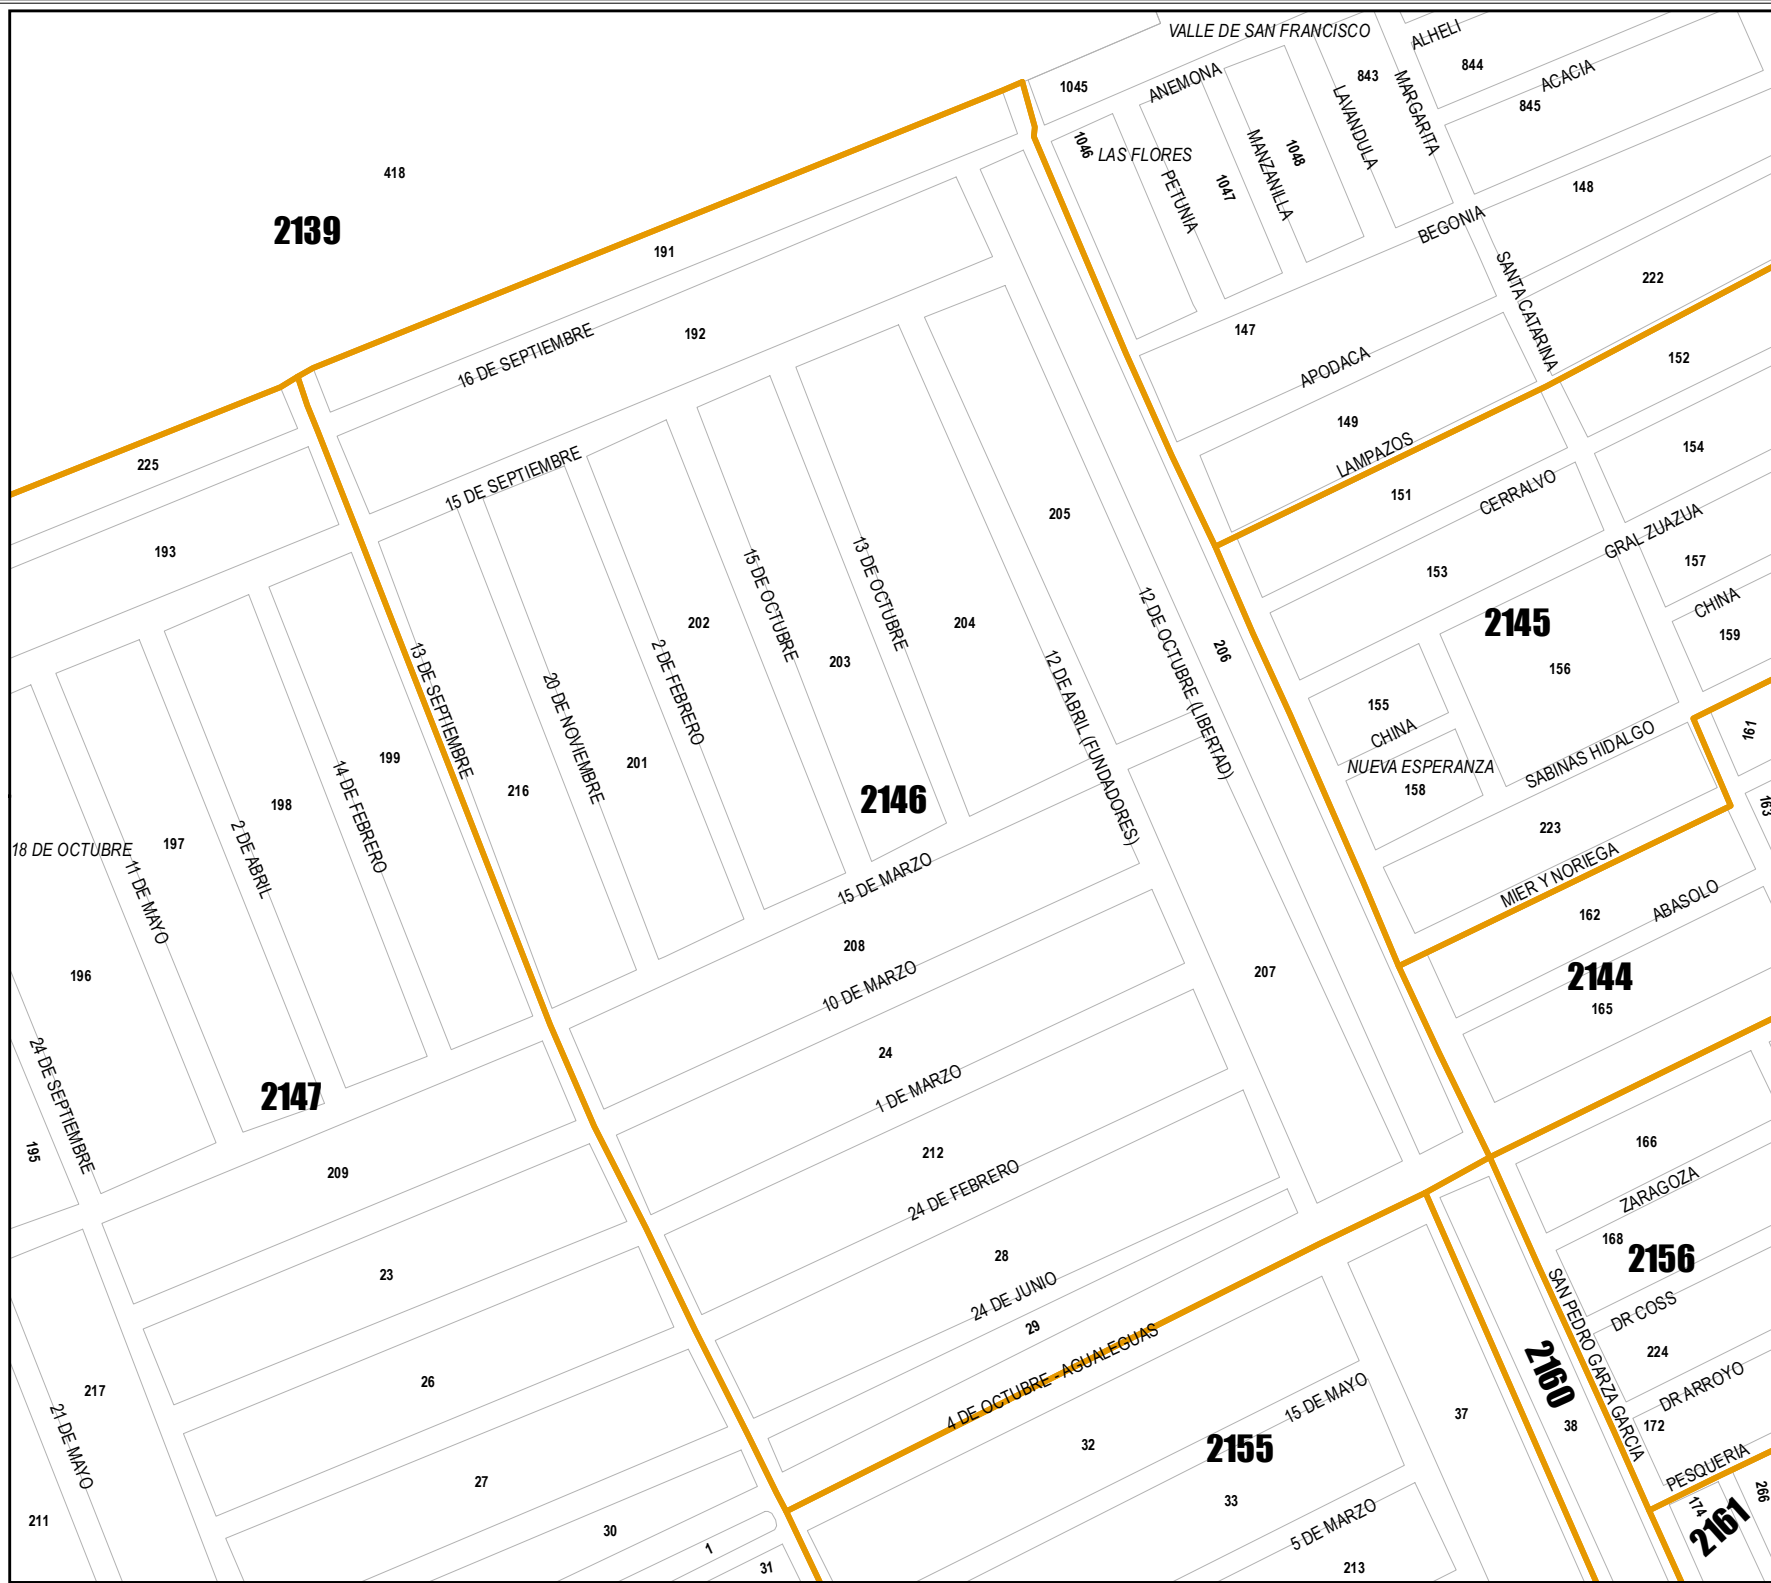 VALLE DE SAN FRANCISCO
ALHELI
844
843
ACACIA
1045
ANEMONA
845
MARGARITA
LAVANDULA
1046
LAS FLORES
1048
MANZANILLA
418
PETUNIA
1047
148
2139
BEGONIA
191
SANTA CATARINA
222
16 DE SEPTIEMBRE
192
147
152
APODACA
149
LAMPAZOS
154
225
15 DE SEPTIEMBRE
151
CERRALVO
205
193
GRAL ZUAZUA
153
157
15 DE OCTUBRE
13 DE OCTUBRE
CHINA
202
204
2145
159
12 DE OCTUBRE (LIBERTAD)
206
203
2 DE FEBRERO
156
13 DE SEPTIEMBRE
20 DE NOVIEMBRE
12 DE ABRIL (FUNDADORES)
155
CHINA
161
199
201
SABINAS HIDALGO
NUEVA ESPERANZA
216
158
14 DE FEBRERO
198
2146
163
223
18 DE OCTUBRE
197
2 DE ABRIL
11 DE MAYO
15 DE MARZO
MIER Y NORIEGA
162
ABASOLO
208
196
10 DE MARZO
207
2144
165
24
24 DE SEPTIEMBRE
2147
1 DE MARZO
195
209
212
166
24 DE FEBRERO
ZARAGOZA
168
2156
28
23
24 DE JUNIO
SAN PEDRO GARZA GARCIA
DR COSS
29
224
4 DE OCTUBRE - AGUALEGUAS
2160
26
217
15 DE MAYO
DR ARROYO
21 DE MAYO
37
38
172
32
2155
PESQUERIA
27
33
174
266
211
30
5 DE MARZO
2161
1
31
213